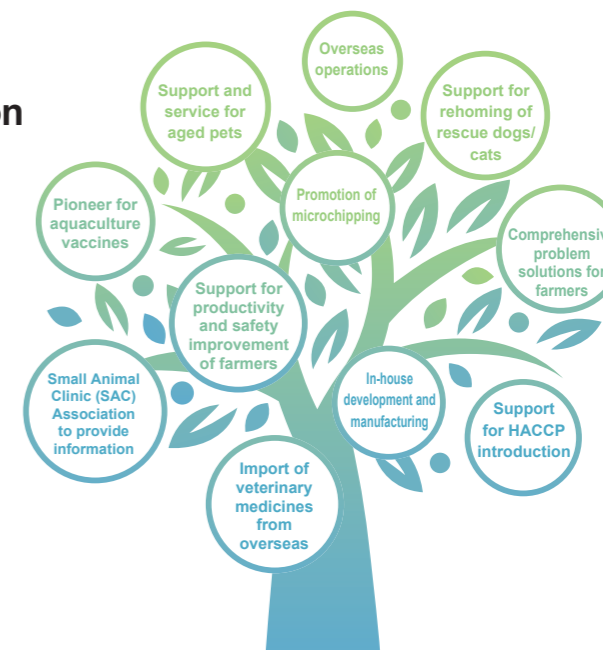 on
Overseas
operations
Support and
service for
aged pets
Support for
rehoming of
rescue dogs/
cats
Promotion of
microchipping
Pioneer for
aquaculture
vaccines
Comprehensiv
problem
solutions for
farmers
Support for
productivity
and safety
improvement
of farmers
Small Animal
Clinic (SAC)
Association
to provide
information
In-house
development and
manufacturing
Support
for HACCP
introduction
Import of
veterinary
medicines
from
overseas